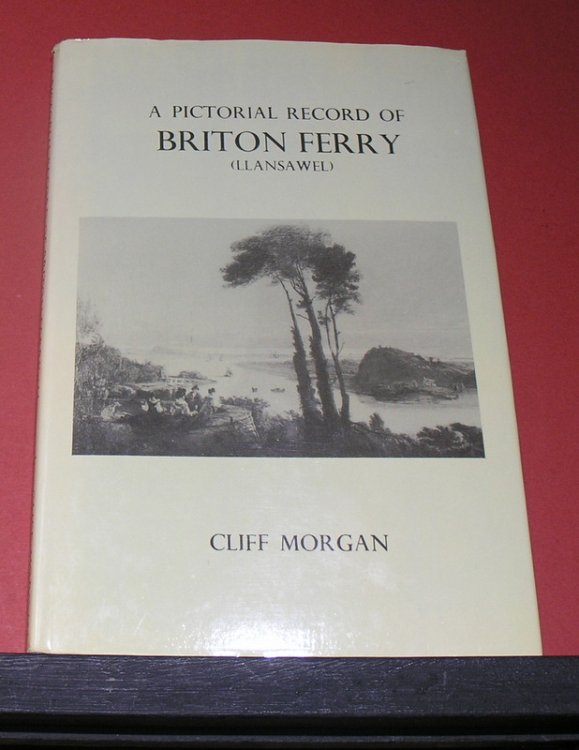 A PICTORIAL RECORD OF
BRITON FERRY
(LLANSAWEL)
CLIFF MORGAN